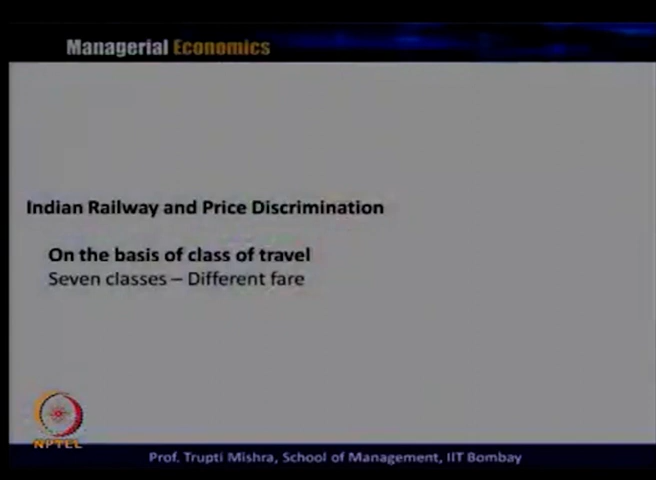 Managerial Economics
Indian Railway and Price Discrimination
On the basis of class of travel
Seven classes – Different fare
NPTEL
Prof. Trupti Mishra, School of Management, IIT Bombay